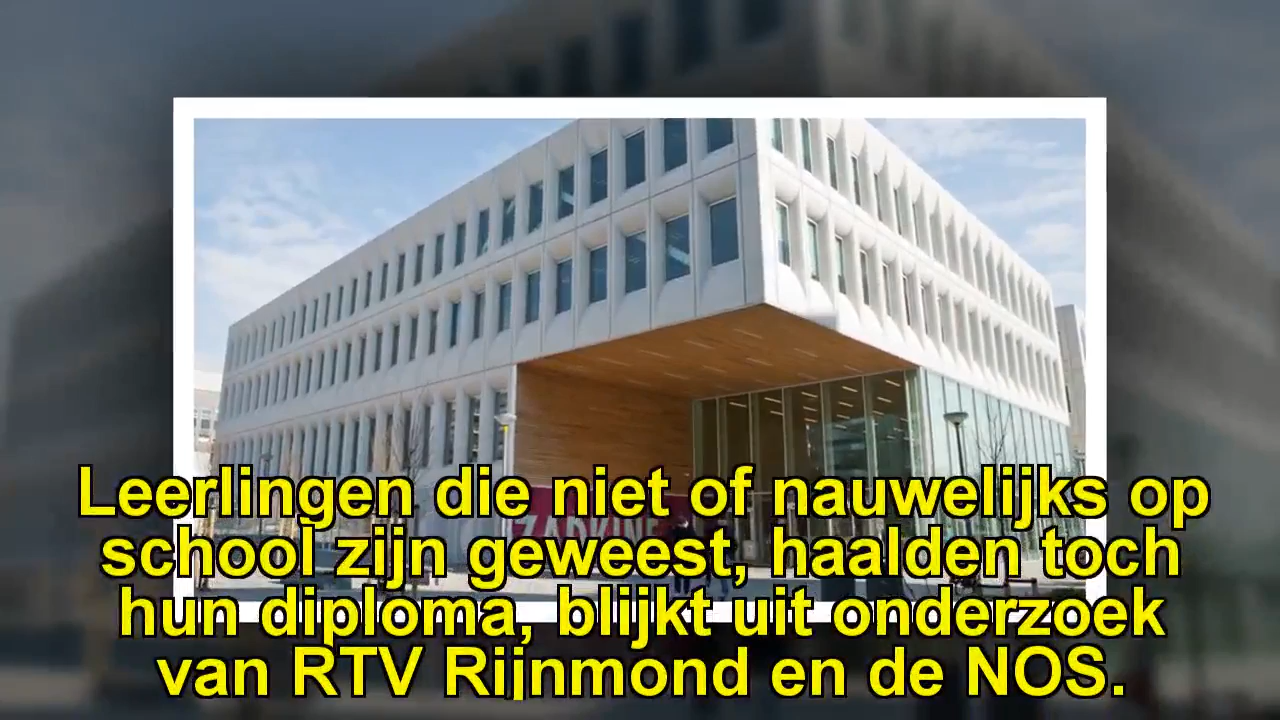 ZADKINE
Leerlingen die niet of nauwelijks op
school zijn geweest, haalden toch
hun diploma, blijkt uit onderzoek
van RTV Rijnmond en de NOS.